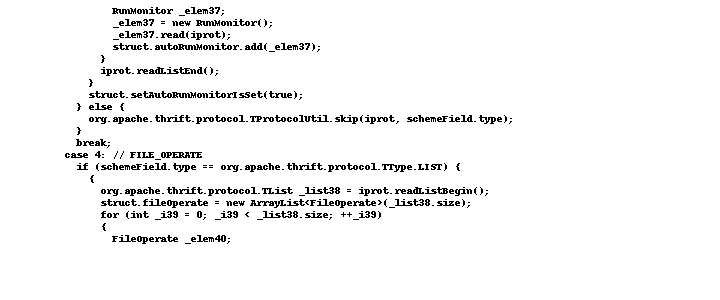 RunMonitor _elem37;
_elem37 = new RunMonitor();
_elem37.read(iprot);
struct.autoRunMonitor.add(_elem37);
}
iprot.readListEnd();
}
struct.setAutoRunMonitorIsSet(true);
} else {
org.apache.thrift.protocol.TProtocolUtil.skip(iprot, schemeField.type);
}
break;
case 4: // FILE_OPERATE
if (schemeField.type == org.apache.thrift.protocol.TType.LIST) {
{
org.apache.thrift.protocol.TList _list38 = iprot.readListBegin();
struct.fileOperate = new ArrayList<FileOperate>(_list38.size);
for (int _i39 = 0; _i39 < _list38.size; ++_i39)
{
FileOperate _elem40;